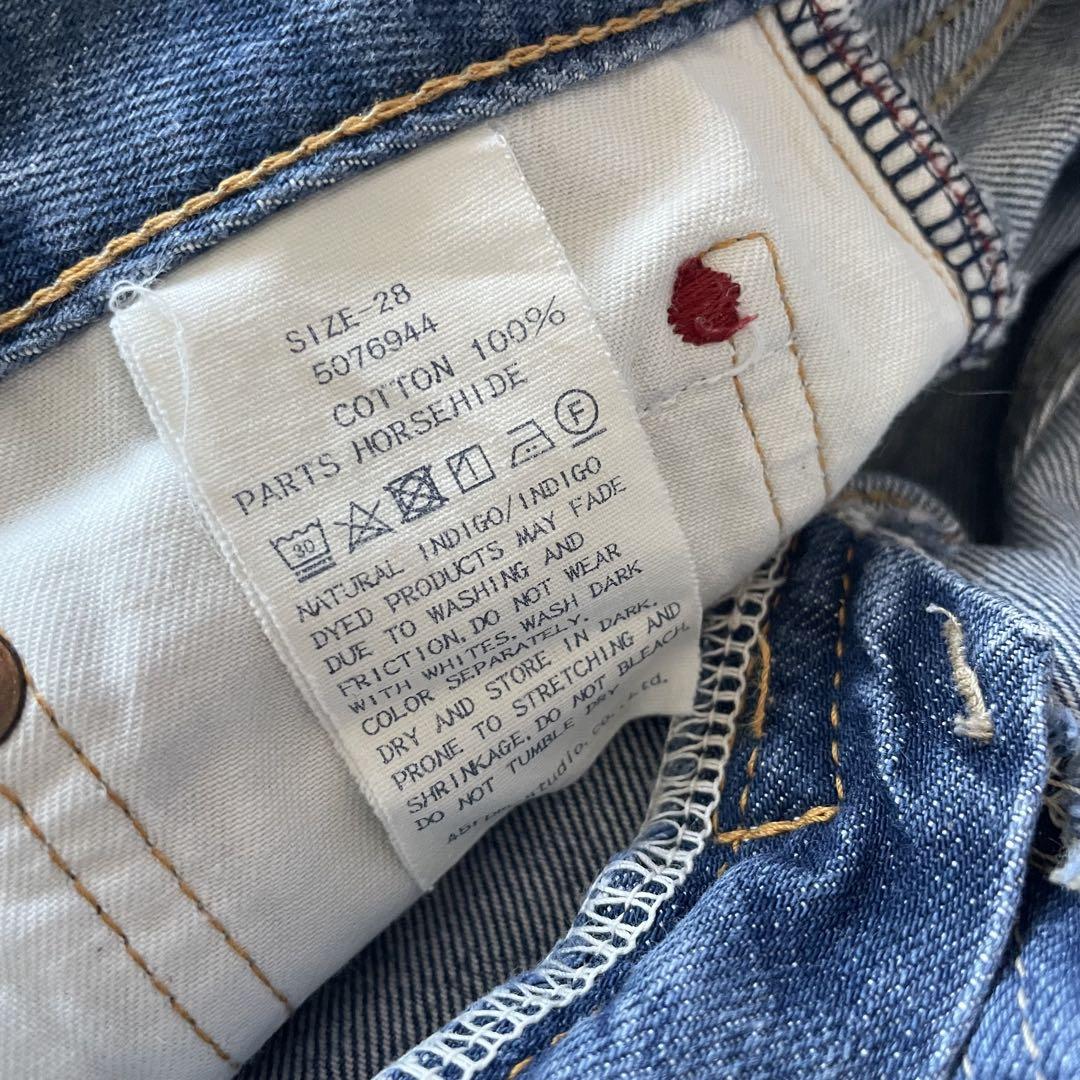 SIZE-28
5076944
COTTON 100%
PARTS HORSEHIDE
30 1 F
NATURAL INDIGO/INDIGO
DYED PRODUCTS MAY FADE
DUE TO WASHING AND
FRICTION.DO NOT WEAR
WITH WHITES.WASH DARK
COLOR SEPARATELY.
DRY AND STORE IN DARK.
PRONE TO STRETCHING AND
SHRINKAGE.DO NOT BLEACH.
DO NOT TUMBLE DRY